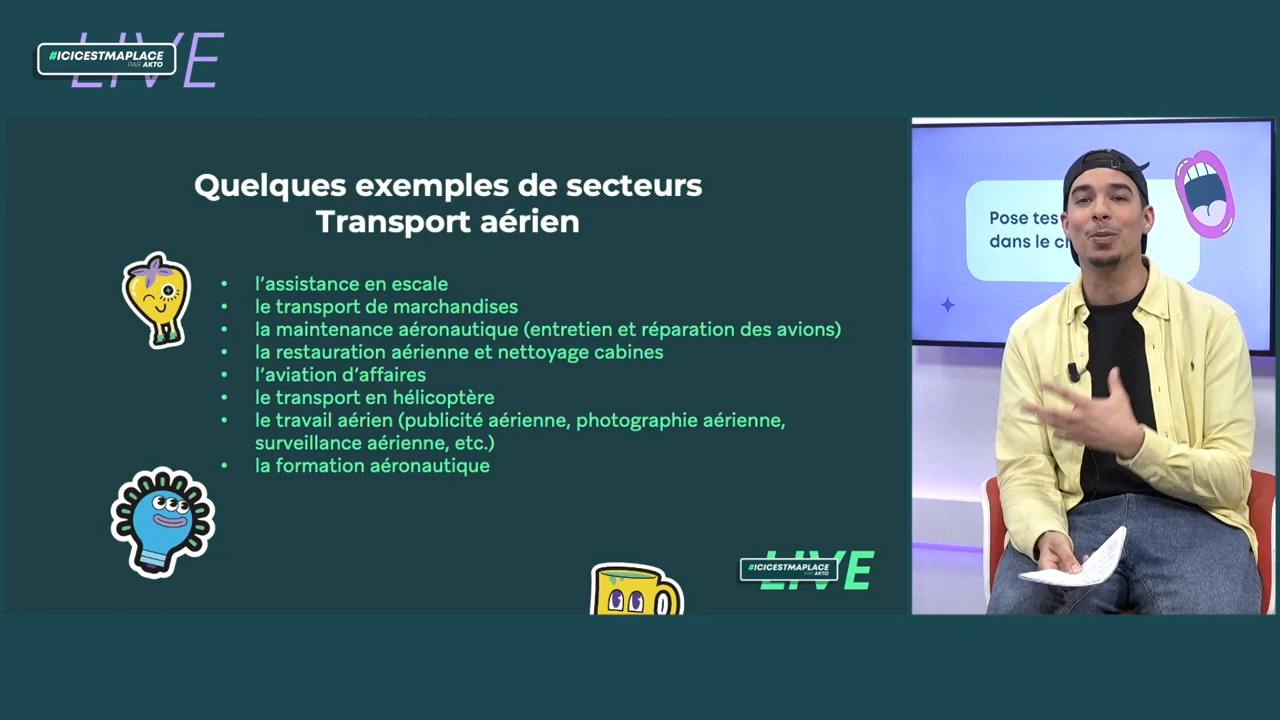 LIVE
#ICICESTMAPLACE
PAR AKTO
Quelques exemples de secteurs
Transport aérien
• l'assistance en escale
• le transport de marchandises
• la maintenance aéronautique (entretien et réparation des avions)
• la restauration aérienne et nettoyage cabines
• l'aviation d'affaires
• le transport en hélicoptère
• le travail aérien (publicité aérienne, photographie aérienne,
surveillance aérienne, etc.)
• la formation aéronautique
LIVE
#ICICESTMAPLACE
PAR AKTO
Pose tes
dans le